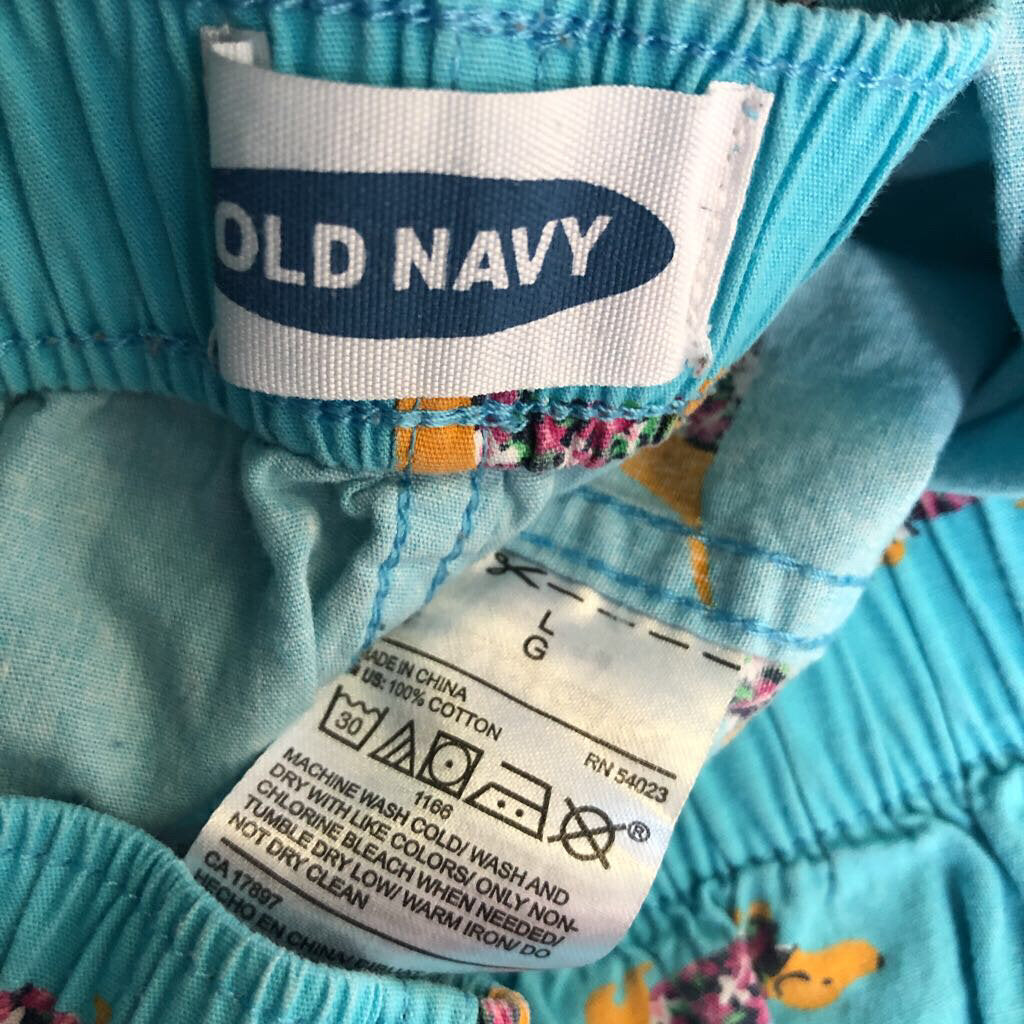 OLD NAVY
L
G
MADE IN CHINA
US: 100% COTTON
RN 54023
30
1166
®
MACHINE WASH COLD/ WASH AND
DRY WITH LIKE COLORS/ ONLY NON-
CHLORINE BLEACH WHEN NEEDED/
TUMBLE DRY LOW/ WARM IRON/ DO
NOT DRY CLEAN
CA 17897
HECHO EN CHINA/